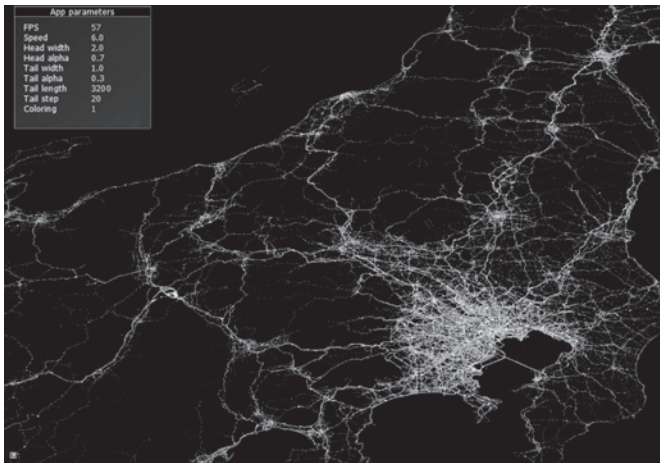 App parameters
FPS 57
Speed 6.0
Head width 2.0
Head alpha 0.7
Tail width 1.0
Tail alpha 0.3
Tail length 3200
Tail step 20
Coloring 1